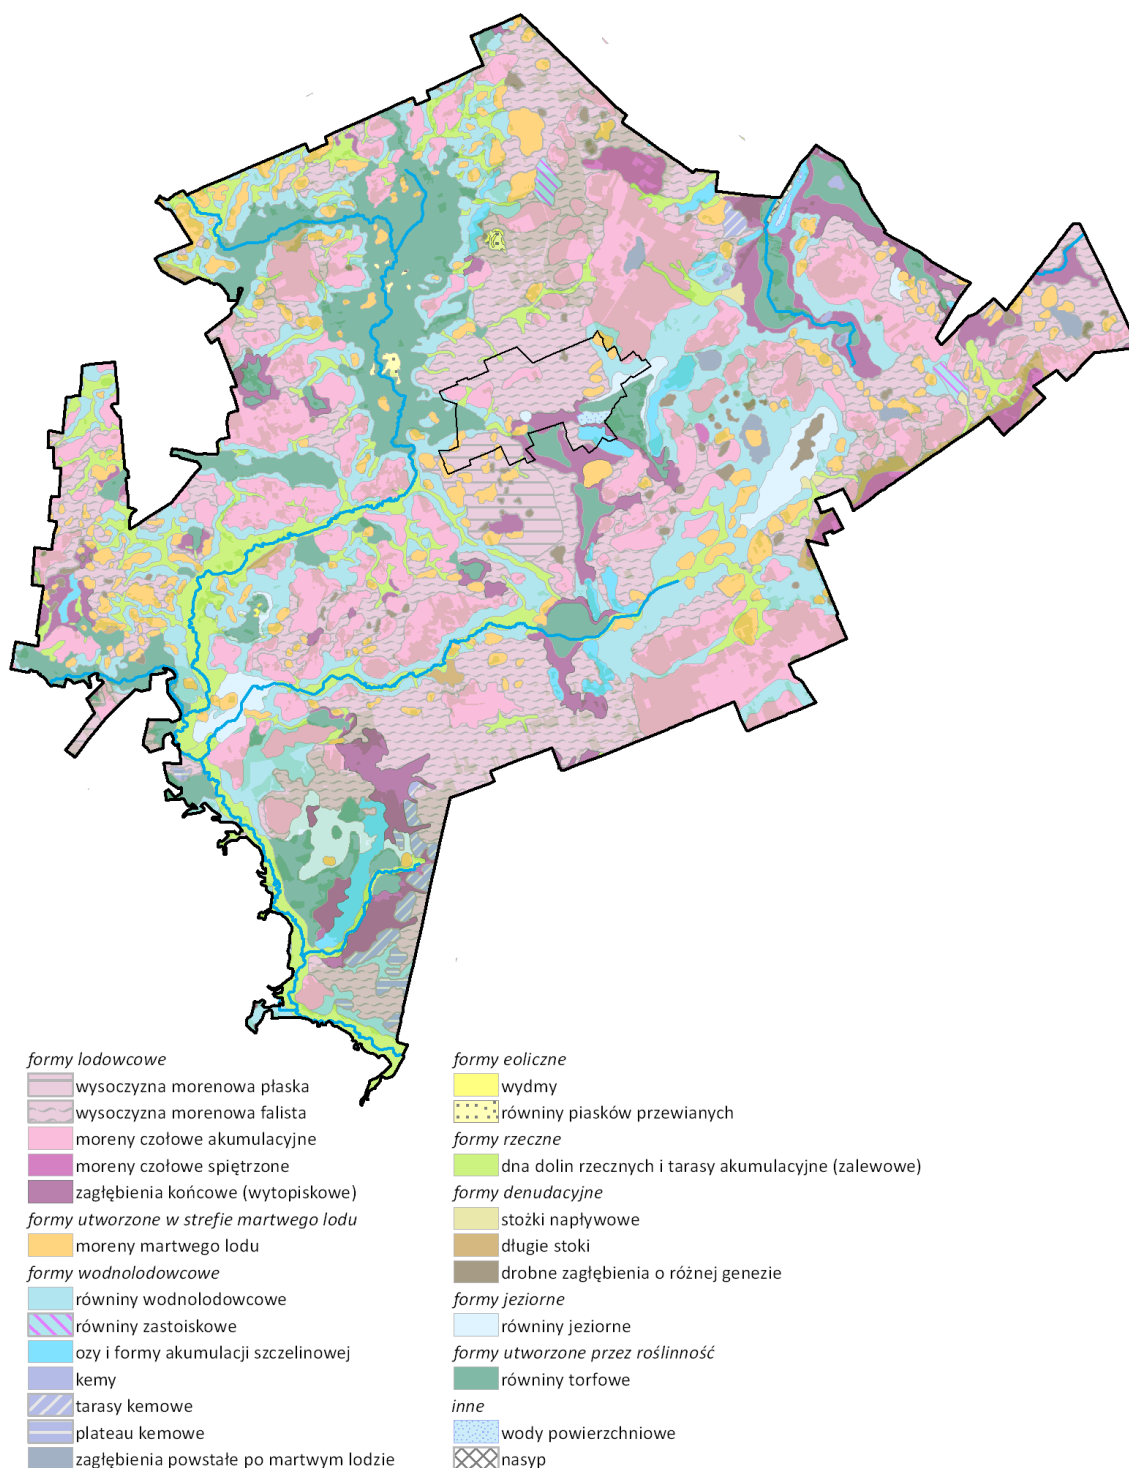 formy lodowcowe
wysoczyzna morenowa płaska
wysoczyzna morenowa falista
moreny czołowe akumulacyjne
moreny czołowe spiętrzone
zagłębienia końcowe (wytopiskowe)
formy utworzone w strefie martwego lodu
moreny martwego lodu
formy wodnolodowcowe
równiny wodnolodowcowe
równiny zastoiskowe
ozy i formy akumulacji szczelinowej
kemy
tarasy kemowe
plateau kemowe
zagłębienia powstałe po martwym lodzie
formy eoliczne
wydmy
równiny piasków przewianych
formy rzeczne
dna dolin rzecznych i tarasy akumulacyjne (zalewowe)
formy denudacyjne
stożki napływowe
długie stoki
drobne zagłębienia o różnej genezie
formy jeziorne
równiny jeziorne
formy utworzone przez roślinność
równiny torfowe
inne
wody powierzchniowe
nasyp